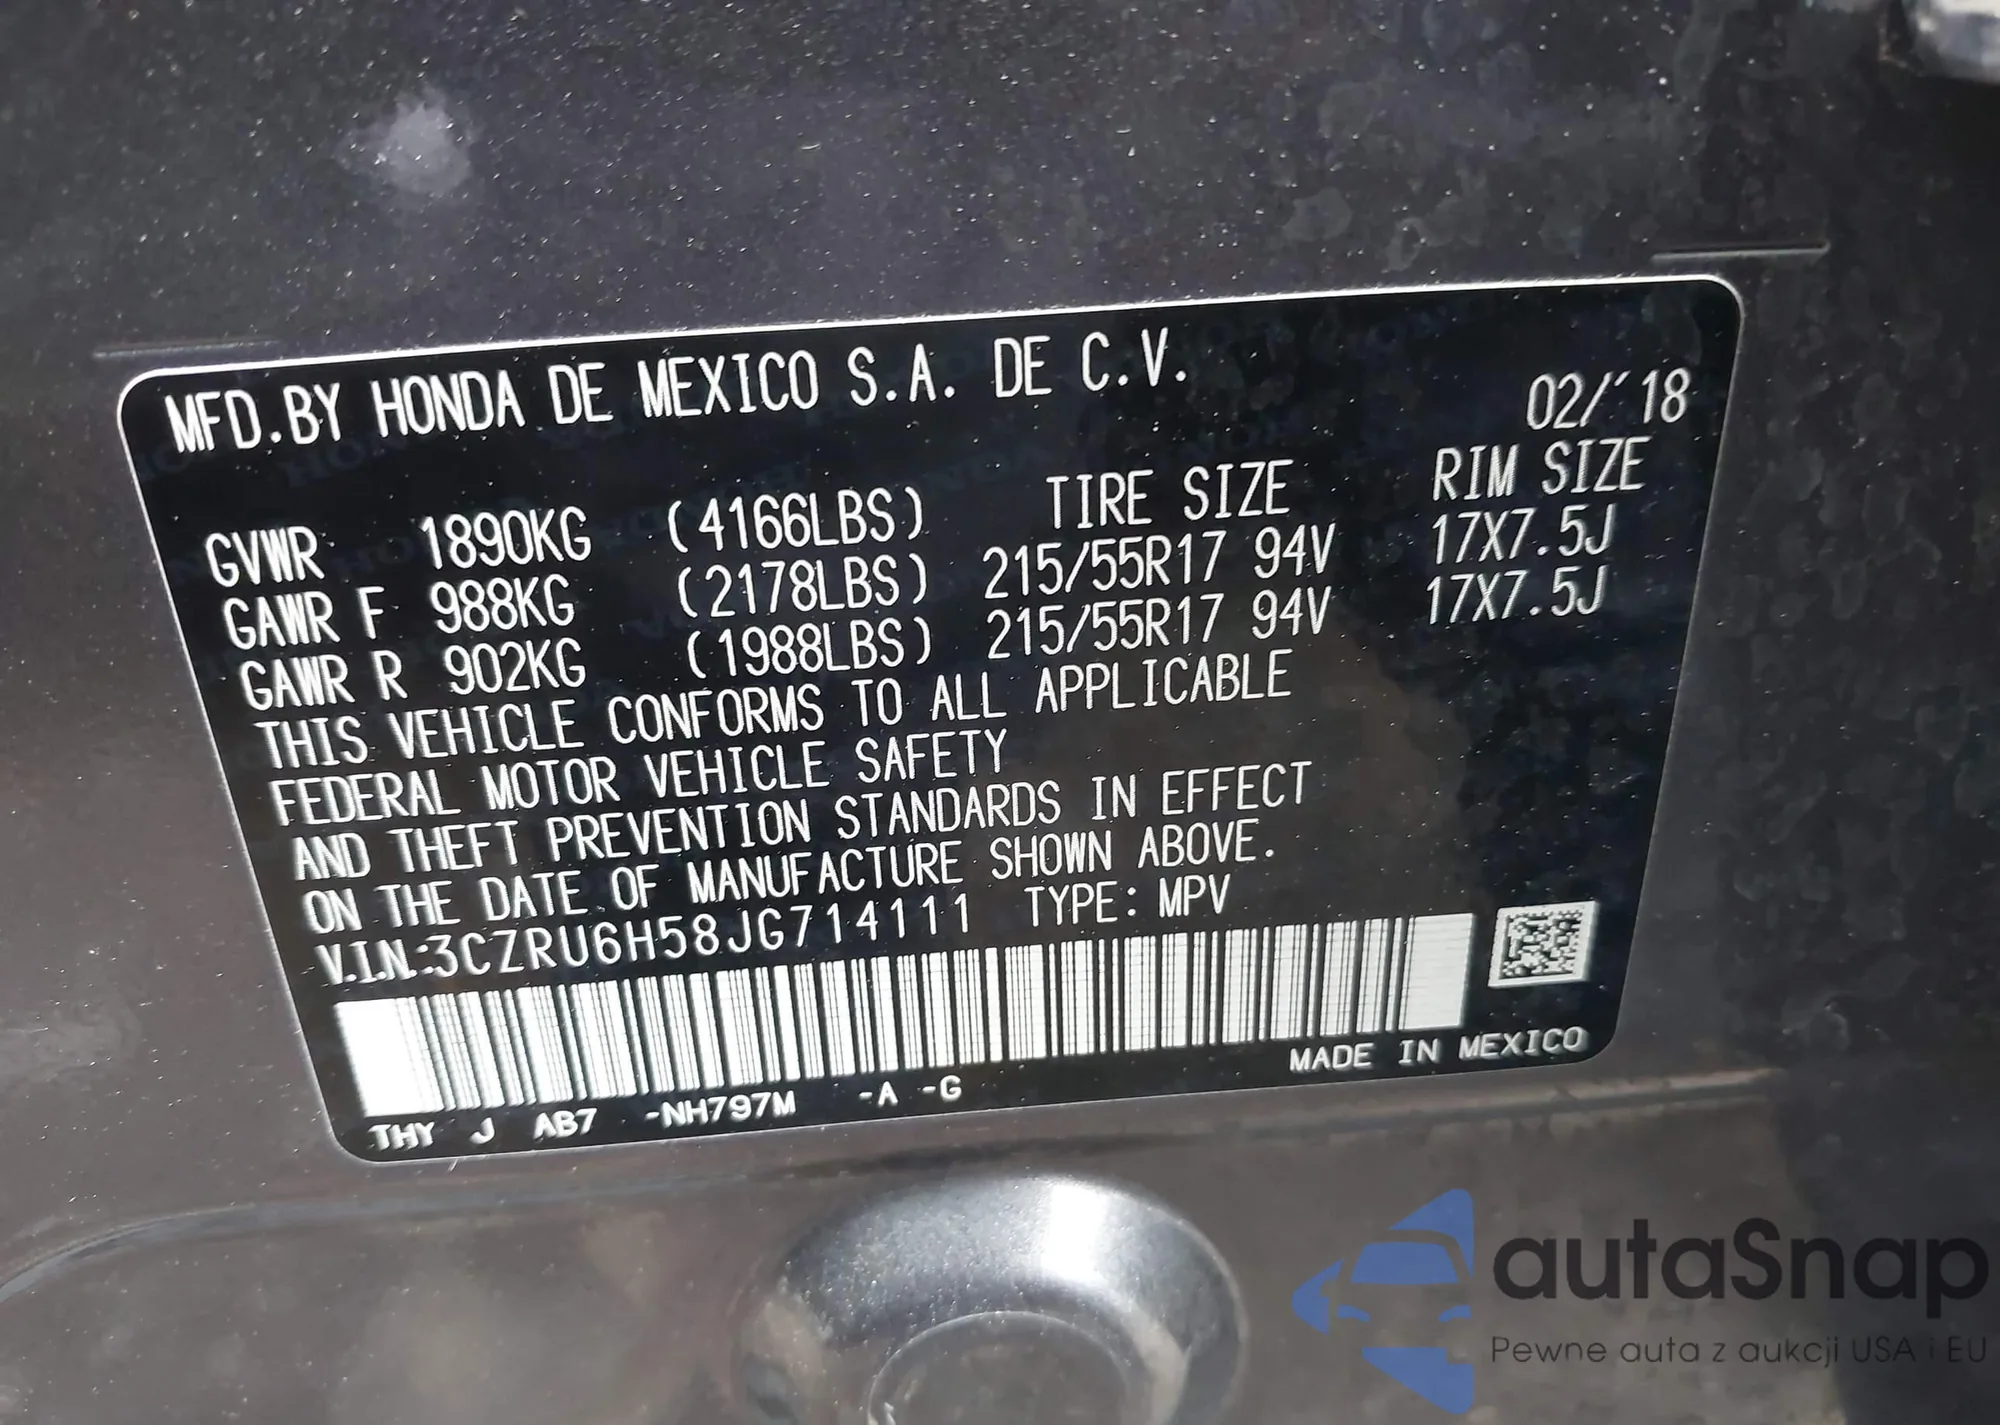 MFD.BY HONDA DE MEXICO S.A. DE C.V.
02/'18
TIRE SIZE RIM SIZE
GVWR 1890KG (4166LBS)
GAWR F 988KG (2178LBS) 215/55R17 94V 17X7.5J
GAWR R 902KG (1988LBS) 215/55R17 94V 17X7.5J
THIS VEHICLE CONFORMS TO ALL APPLICABLE
FEDERAL MOTOR VEHICLE SAFETY
AND THEFT PREVENTION STANDARDS IN EFFECT
ON THE DATE OF MANUFACTURE SHOWN ABOVE.
V.I.N.:3CZRU6H58JG714111 TYPE: MPV
MADE IN MEXICO
THY J AB7 -NH797M -A -G
autaSnap
Pewne auta z aukcji USA i EU